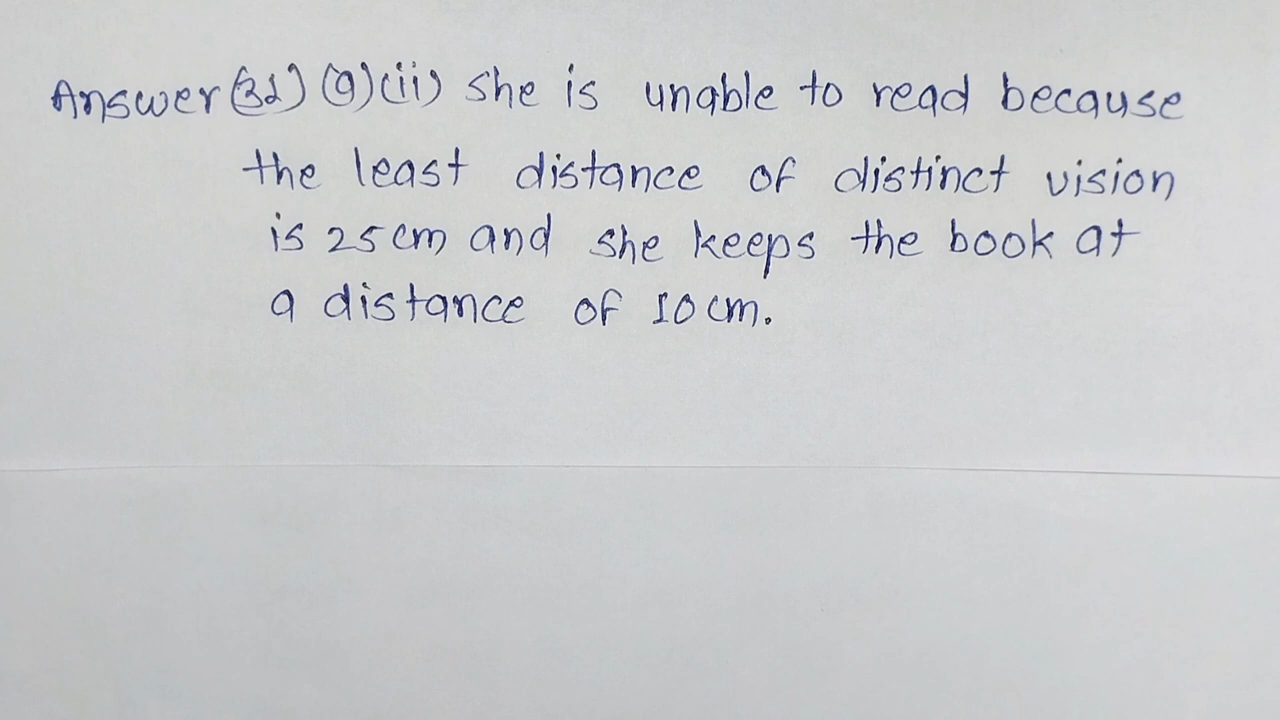 Answer (31) (a) (ii) She is unable to read because
the least distance of distinct vision
is 25 cm and she keeps the book at
a distance of 10 cm.